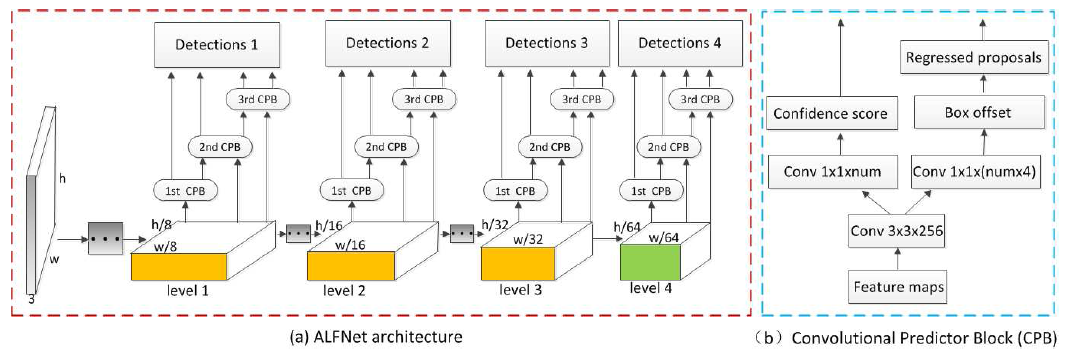 Detections 1
Detections 2
Detections 3
Detections 4
3rd CPB
3rd CPB
3rd CPB
3rd CPB
2nd CPB
2nd CPB
2nd CPB
2nd CPB
1st CPB
1st CPB
1st CPB
1st CPB
h
w
3
h/8
w/8
level 1
h/16
w/16
level 2
h/32
w/32
level 3
h/64
w/64
level 4
(a) ALFNet architecture
Regressed proposals
Confidence score
Box offset
Conv 1x1xnum
Conv 1x1x(numx4)
Conv 3x3x256
Feature maps
（b）Convolutional Predictor Block (CPB)